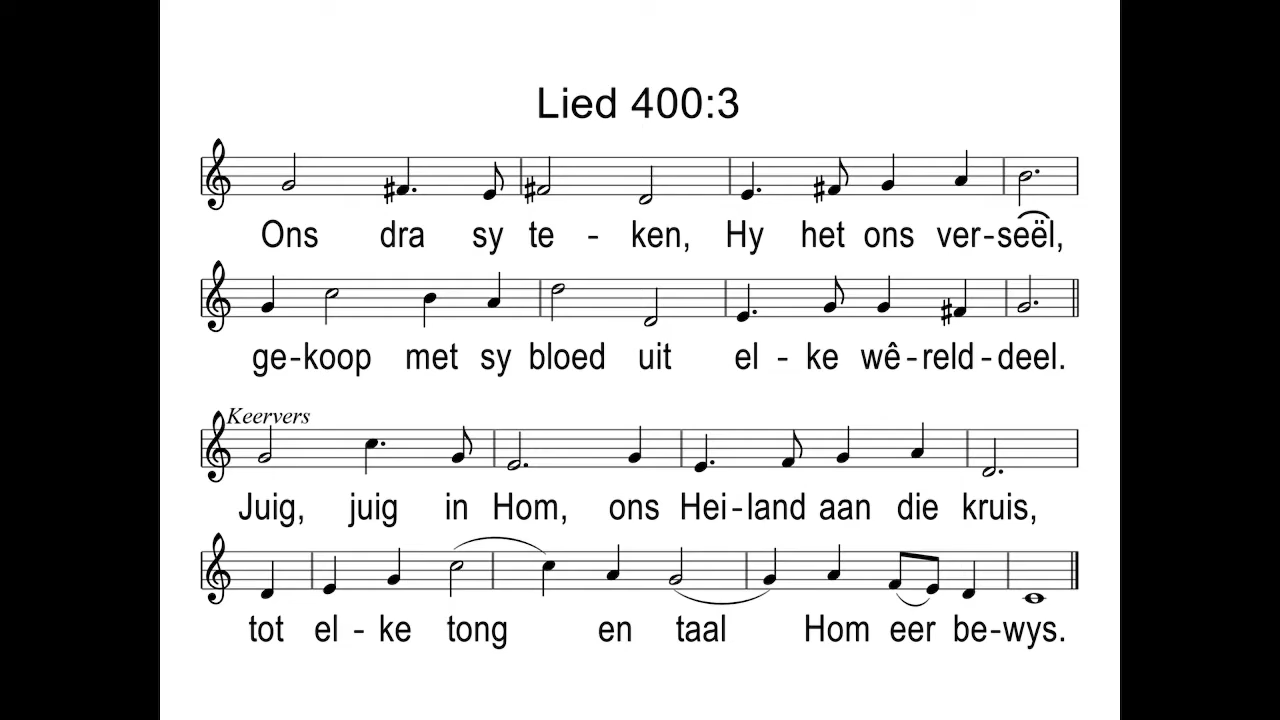 Lied 400:3
Ons dra sy te - ken, Hy het ons ver-seël,
ge-koop met sy bloed uit el - ke wê-reld-deel.
Keervers
Juig, juig in Hom, ons Hei-land aan die kruis,
tot el - ke tong en taal Hom eer be-wys.